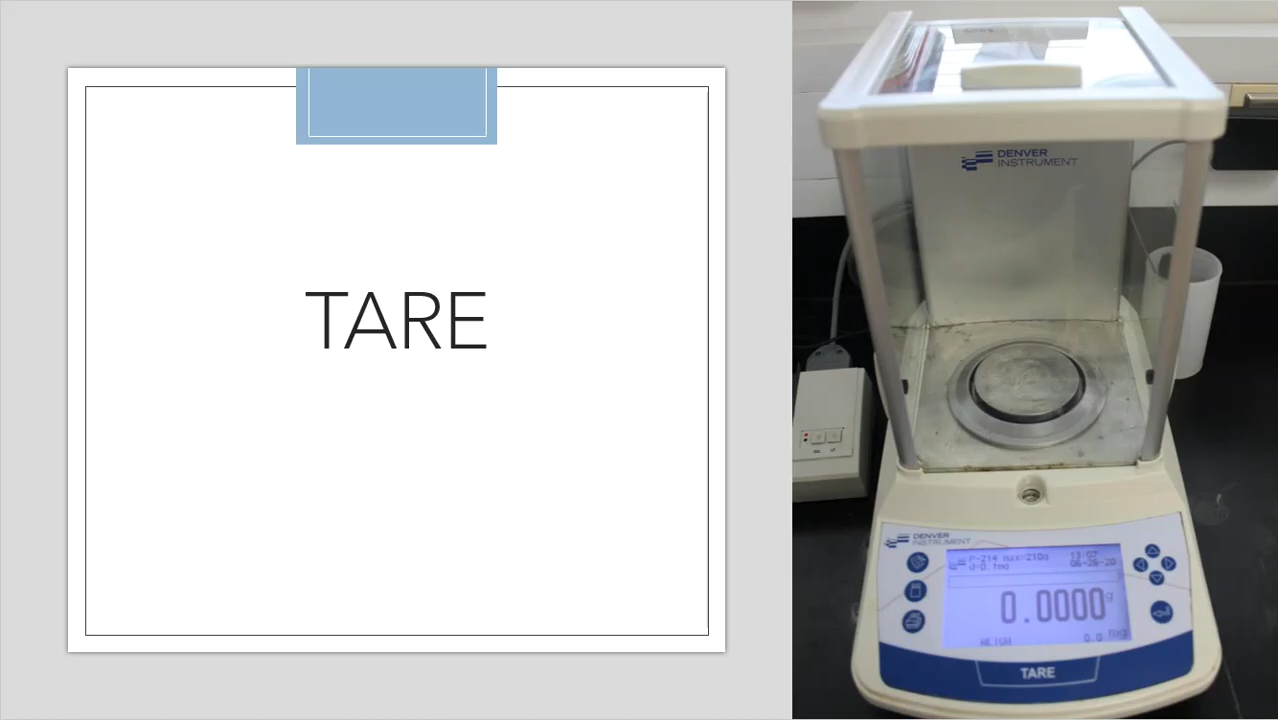 TARE
DENVER
INSTRUMENT
DENVER
INSTRUMENT
P-214 max=210g
d=0.1mg
13:07
06-26-20
0.0000 g
WEIGH
0.0 mg
TARE